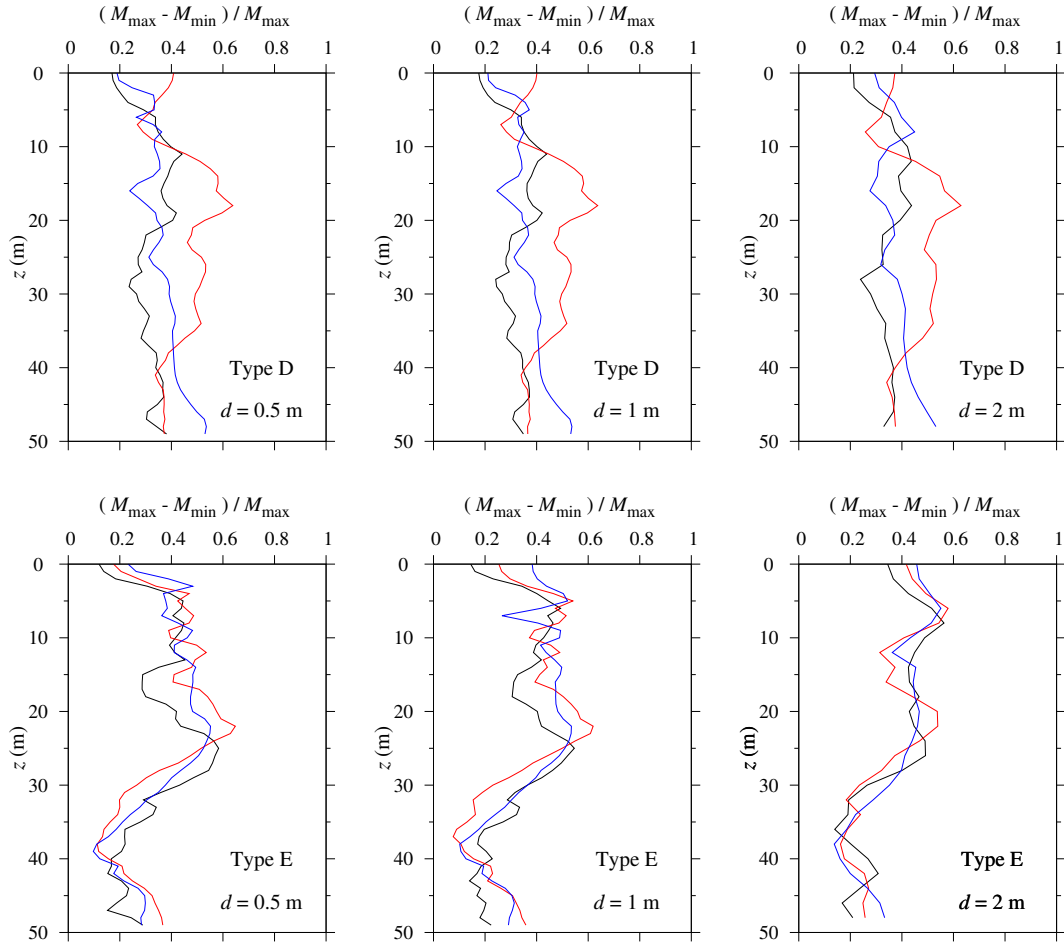 ( Mmax - Mmin ) / Mmax ( Mmax - Mmin ) / Mmax ( Mmax - Mmin ) / Mmax
0 0.2 0.4 0.6 0.8 1 0 0.2 0.4 0.6 0.8 1 0 0.2 0.4 0.6 0.8 1
0 0 0
10 10 10
20 20 20
z (m) z (m) z (m)
30 30 30
Type D Type D Type D
40 40 40
d = 0.5 m d = 1 m d = 2 m
50 50 50
( Mmax - Mmin ) / Mmax ( Mmax - Mmin ) / Mmax ( Mmax - Mmin ) / Mmax
0 0.2 0.4 0.6 0.8 1 0 0.2 0.4 0.6 0.8 1 0 0.2 0.4 0.6 0.8 1
0 0 0
10 10 10
20 20 20
z (m) z (m) z (m)
30 30 30
Type E Type E Type E
40 40 40
d = 0.5 m d = 1 m d = 2 m
50 50 50